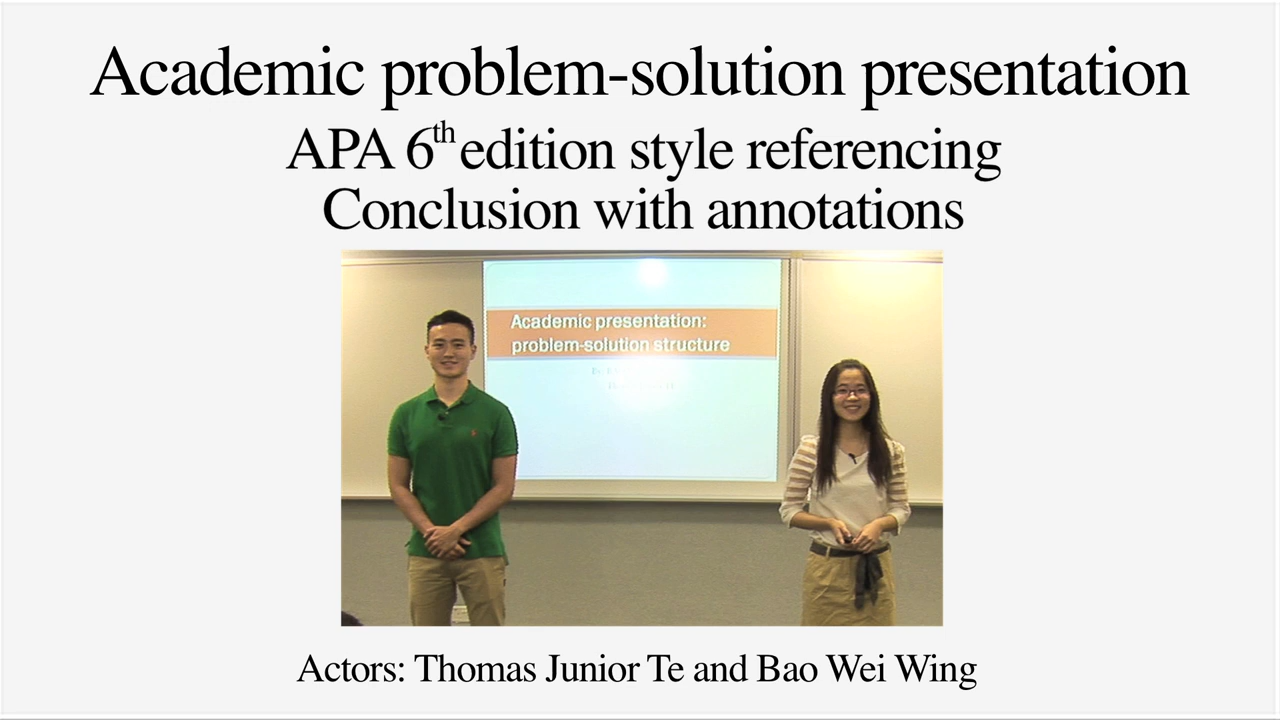 Academic problem-solution presentation
APA 6th edition style referencing
Conclusion with annotations
Academic presentation:
problem-solution structure
Actors: Thomas Junior Te and Bao Wei Wing